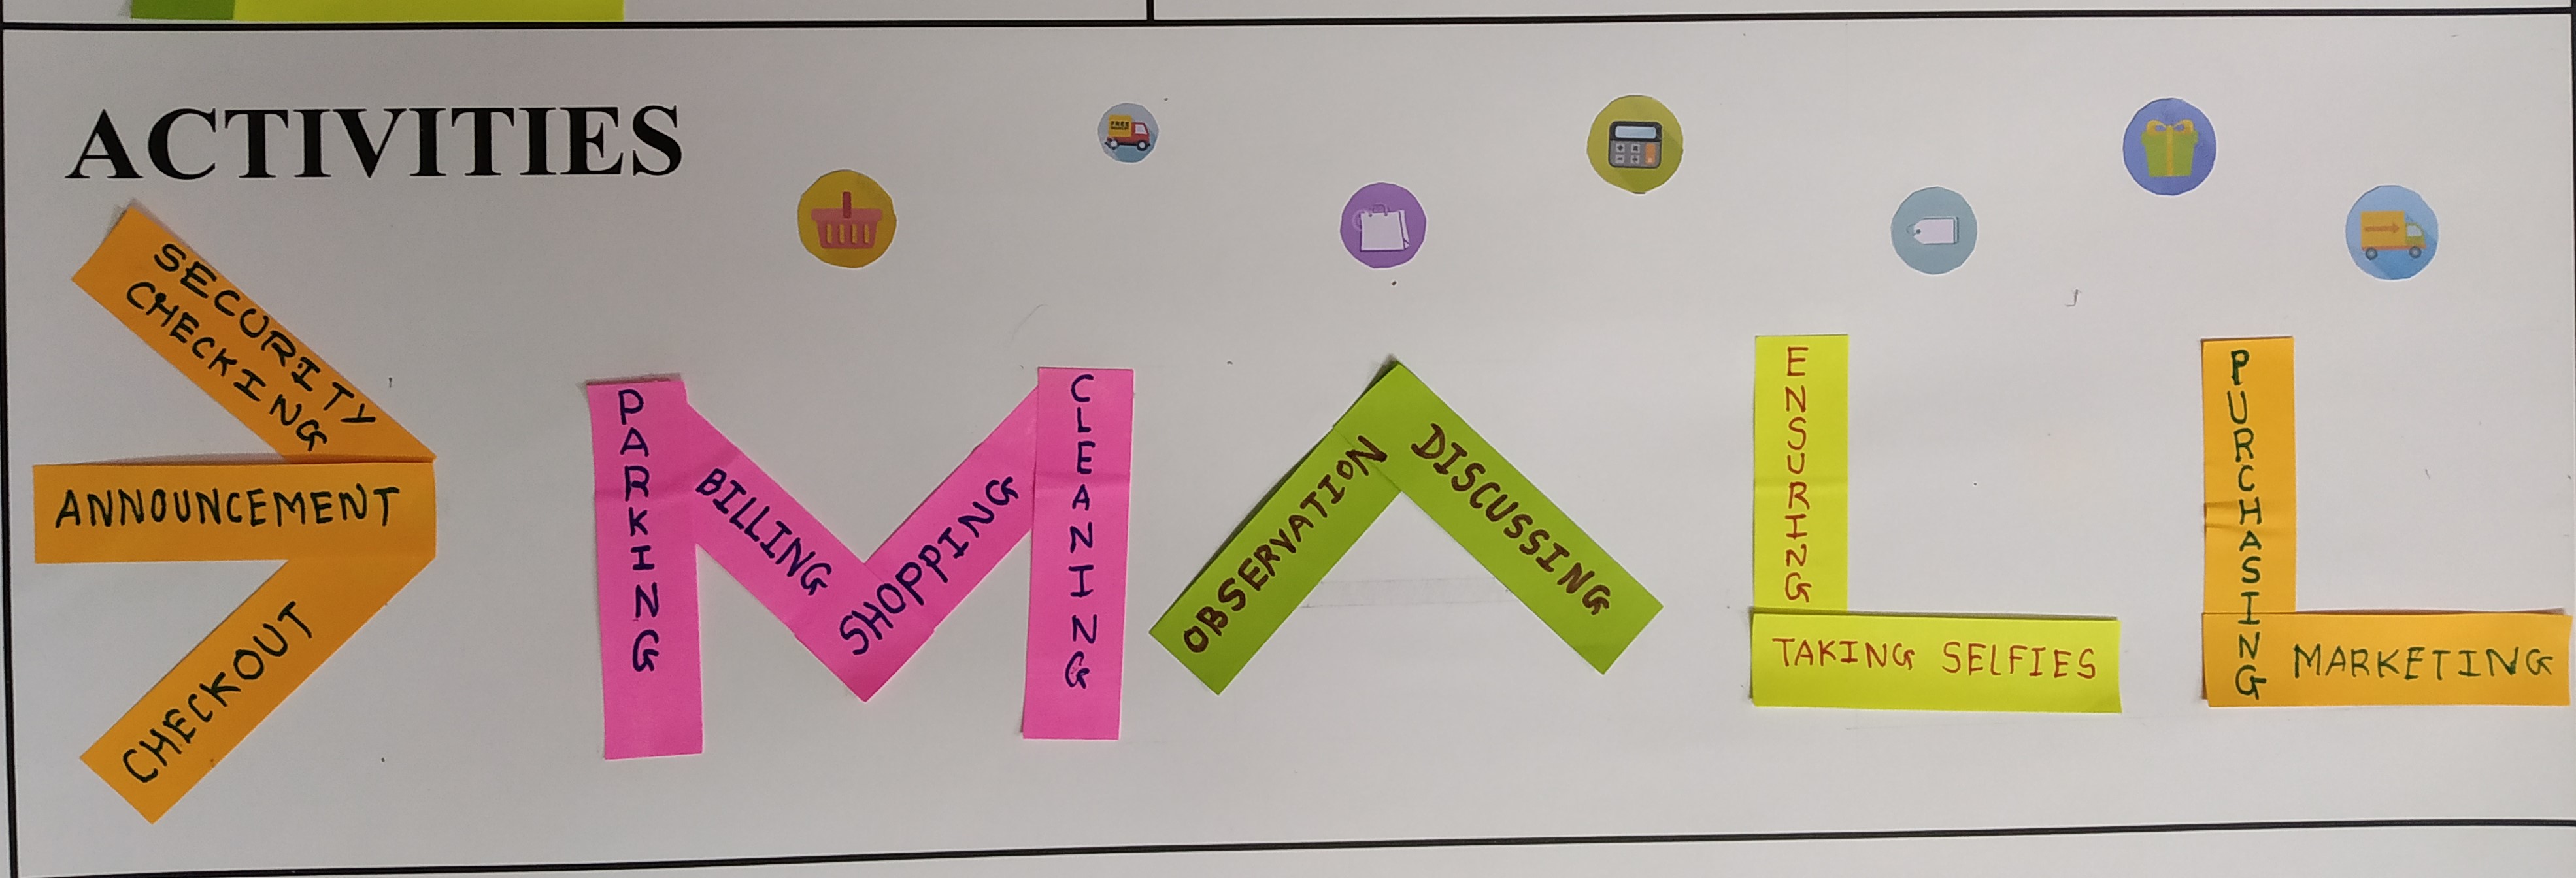 ACTIVITIES
SECURITY
CHECKING
ANNOUNCEMENT
CHECKOUT
PARKING
BILLING
SHOPPING
CLEANING
OBSERVATION
DISCUSSING
ENSURING
TAKING SELFIES
PURCHASING
MARKETING
FREE